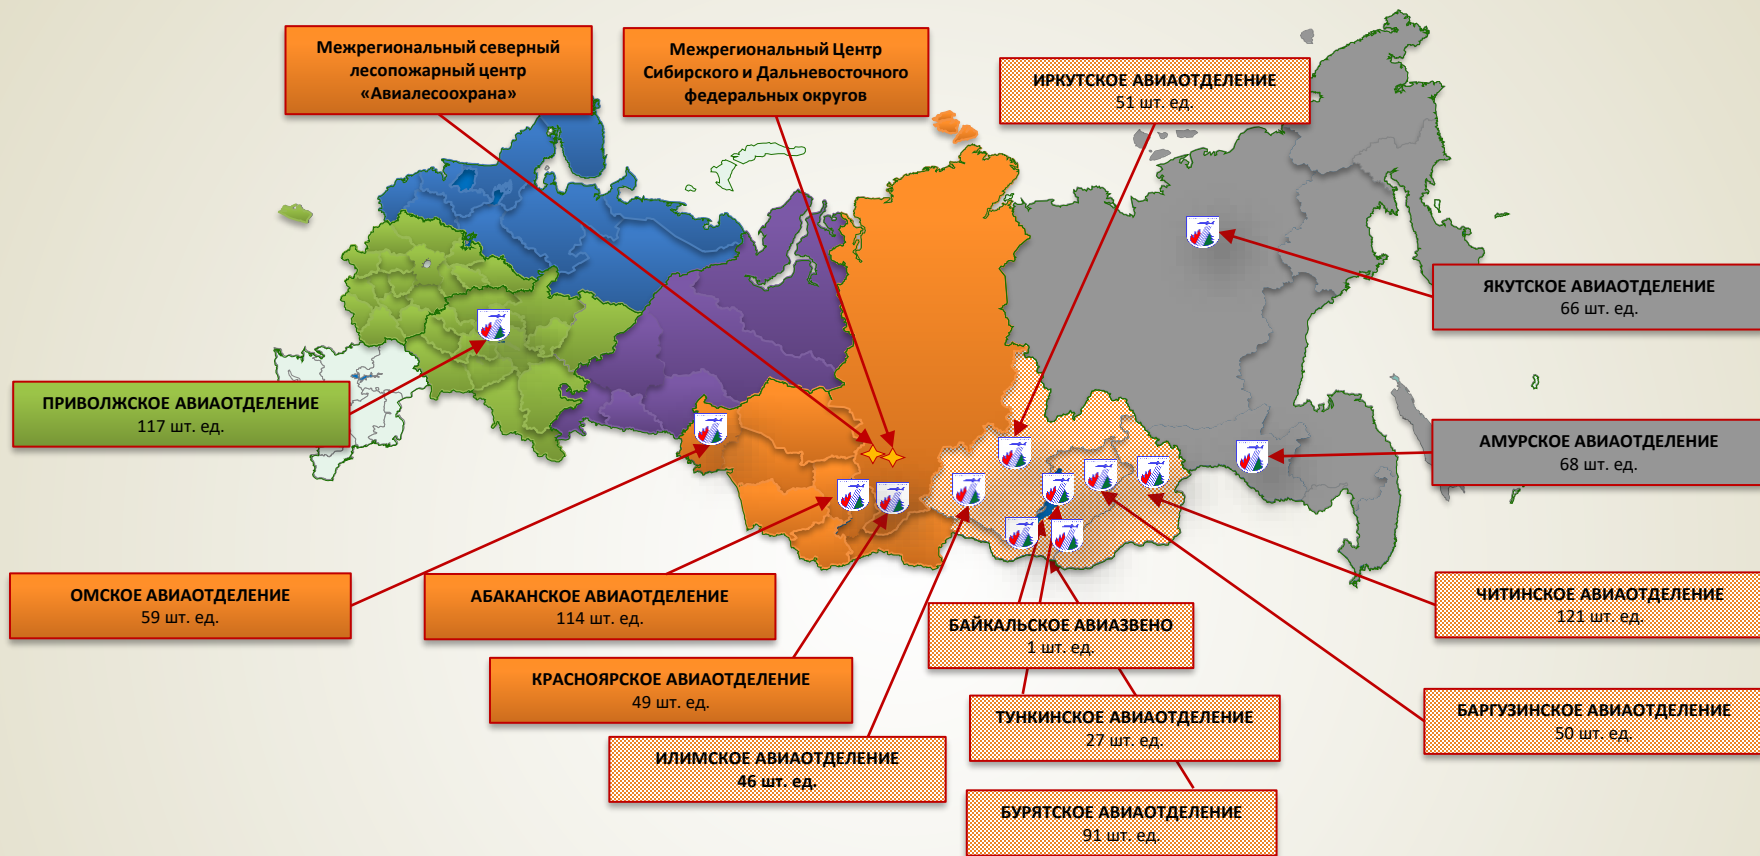 Межрегиональный северный
лесопожарный центр
«Авиалесоохрана»
Межрегиональный Центр
Сибирского и Дальневосточного
федеральных округов
ИРКУТСКОЕ АВИАОТДЕЛЕНИЕ
51 шт. ед.
ЯКУТСКОЕ АВИАОТДЕЛЕНИЕ
66 шт. ед.
ПРИВОЛЖСКОЕ АВИАОТДЕЛЕНИЕ
117 шт. ед.
АМУРСКОЕ АВИАОТДЕЛЕНИЕ
68 шт. ед.
ОМСКОЕ АВИАОТДЕЛЕНИЕ
59 шт. ед.
АБАКАНСКОЕ АВИАОТДЕЛЕНИЕ
114 шт. ед.
ЧИТИНСКОЕ АВИАОТДЕЛЕНИЕ
121 шт. ед.
БАЙКАЛЬСКОЕ АВИАЗВЕНО
1 шт. ед.
КРАСНОЯРСКОЕ АВИАОТДЕЛЕНИЕ
49 шт. ед.
ТУНКИНСКОЕ АВИАОТДЕЛЕНИЕ
27 шт. ед.
БАРГУЗИНСКОЕ АВИАОТДЕЛЕНИЕ
50 шт. ед.
ИЛИМСКОЕ АВИАОТДЕЛЕНИЕ
46 шт. ед.
БУРЯТСКОЕ АВИАОТДЕЛЕНИЕ
91 шт. ед.